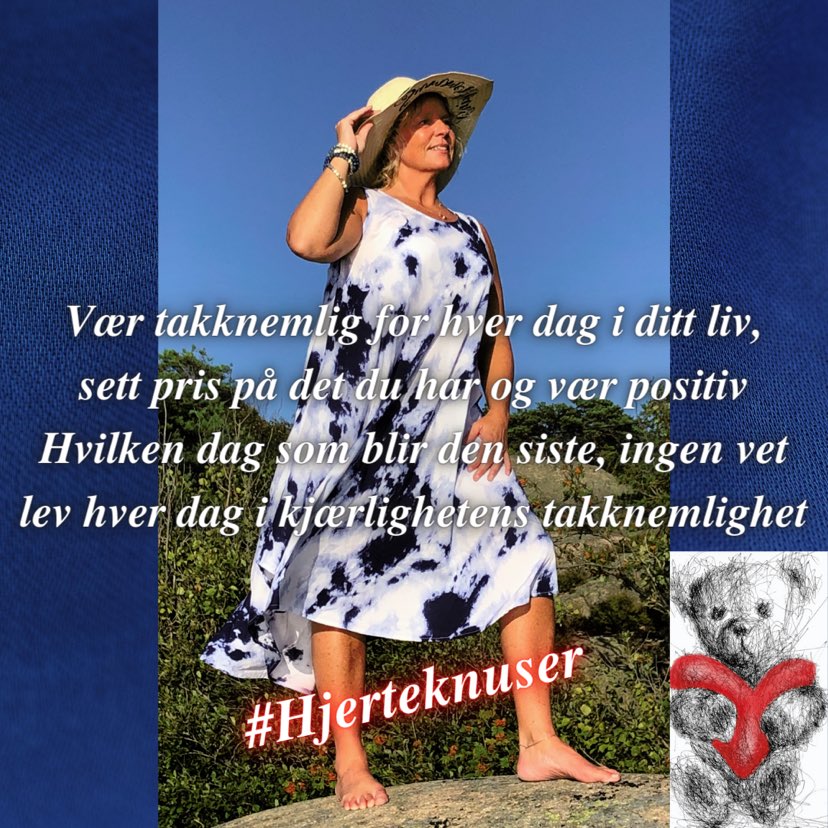 Vær takknemlig for hver dag i ditt liv,
sett pris på det du har og vær positiv
Hvilken dag som blir den siste, ingen vet
lev hver dag i kjærlighetens takknemlighet
#Hjerteknuser